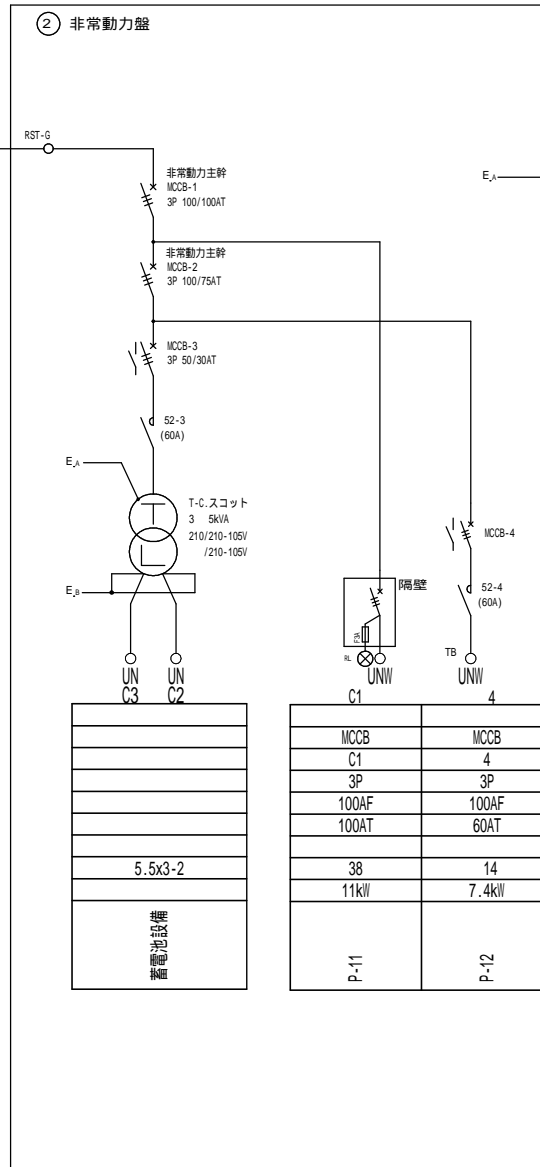 ② 非常動力盤
RST-G
E.A
非常動力主幹
MCCB-1
3P 100/100AT
非常動力主幹
MCCB-2
3P 100/75AT
MCCB-3
3P 50/30AT
52-3
(60A)
E.A
T-C.スコット
3 5kVA
210/210-105V
/210-105V
E.B
MCCB-4
52-4
(60A)
隔壁
F3A
RL
TB
UN
C3
UN
C2
UNW
UNW
C1 4
MCCB MCCB
C1 4
3P 3P
100AF 100AF
100AT 60AT
5.5x3-2
38 14
11kW 7.4kW
蓄電池設備
P-11
P-12